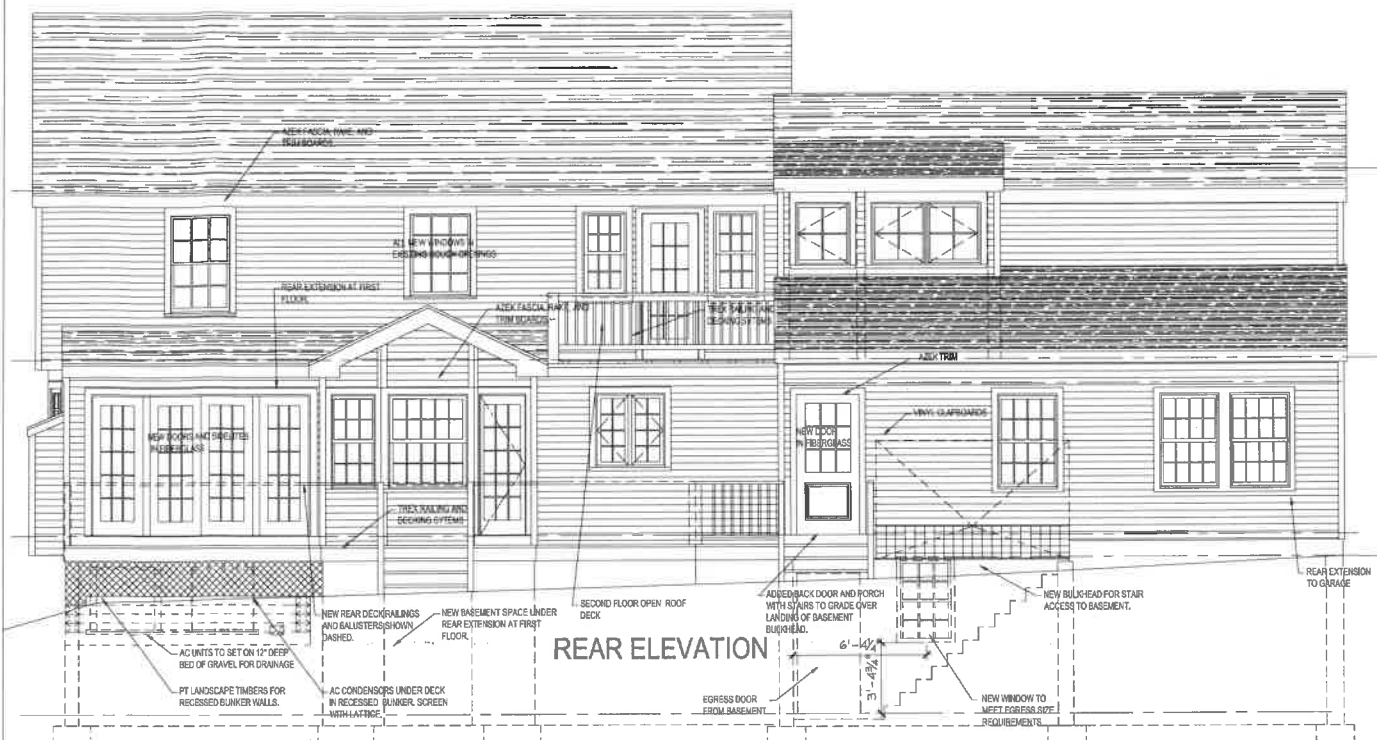 AZEK FASCIA, RAKE, AND
TRIM BOARDS.
ALL NEW WINDOWS IN
EXISTING ROUGH OPENINGS
REAR EXTENSION AT FIRST
FLOOR.
AZEK FASCIA, RAKE, AND
TRIM BOARDS.
TREX RAILING AND
DECKING SYTEMS
AZEK TRIM
VINYL CLAPBOARDS
NEW DOORS AND SIDELITES
IN FIBERGLASS
NEW DOOR
IN FIBERGLASS
TREX RAILING AND
DECKING SYTEMS
NEW REAR DECK RAILINGS
AND BALUSTERS SHOWN
DASHED.
NEW BASEMENT SPACE UNDER
REAR EXTENSION AT FIRST
FLOOR.
SECOND FLOOR OPEN ROOF
DECK
ADDED BACK DOOR AND PORCH
WITH STAIRS TO GRADE OVER
LANDING OF BASEMENT
BULKHEAD.
NEW BULKHEAD FOR STAIR
ACCESS TO BASEMENT.
REAR EXTENSION
TO GARAGE
REAR ELEVATION
AC UNITS TO SET ON 12" DEEP
BED OF GRAVEL FOR DRAINAGE
PT LANDSCAPE TIMBERS FOR
RECESSED BUNKER WALLS.
AC CONDENSORS UNDER DECK
IN RECESSED BUNKER. SCREEN
WITH LATTICE
6'-4¼"
3'-4¾"
EGRESS DOOR
FROM BASEMENT
NEW WINDOW TO
MEET EGRESS SIZE
REQUIREMENTS